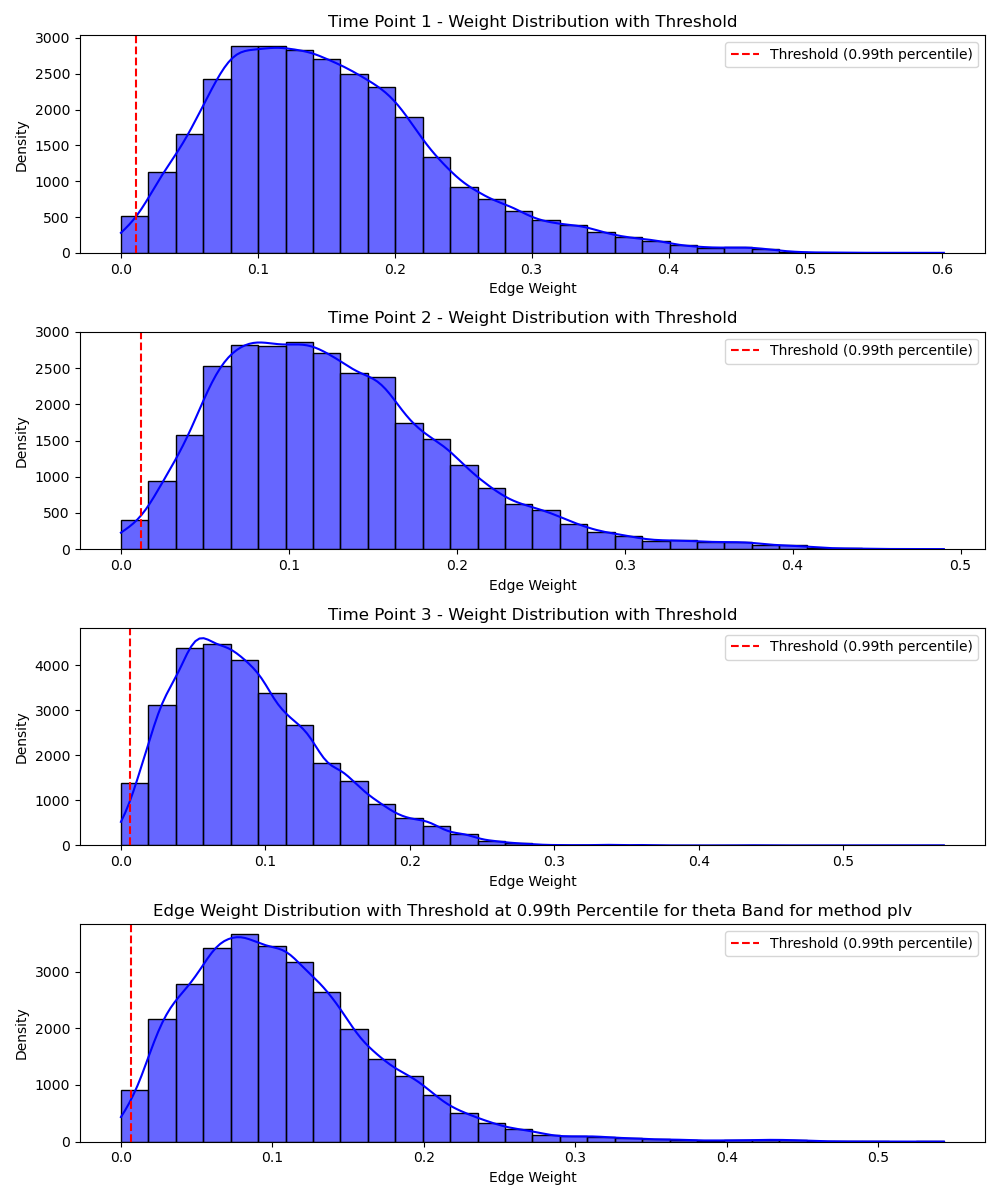 Time Point 1 - Weight Distribution with Threshold
3000
2500
2000
1500
1000
500
0
Density
Threshold (0.99th percentile)
0.0 0.1 0.2 0.3 0.4 0.5 0.6
Edge Weight
Time Point 2 - Weight Distribution with Threshold
3000
2500
2000
1500
1000
500
0
Density
Threshold (0.99th percentile)
0.0 0.1 0.2 0.3 0.4 0.5
Edge Weight
Time Point 3 - Weight Distribution with Threshold
4000
3000
2000
1000
0
Density
Threshold (0.99th percentile)
0.0 0.1 0.2 0.3 0.4 0.5
Edge Weight
Edge Weight Distribution with Threshold at 0.99th Percentile for theta Band for method plv
3000
2000
1000
0
Density
Threshold (0.99th percentile)
0.0 0.1 0.2 0.3 0.4 0.5
Edge Weight